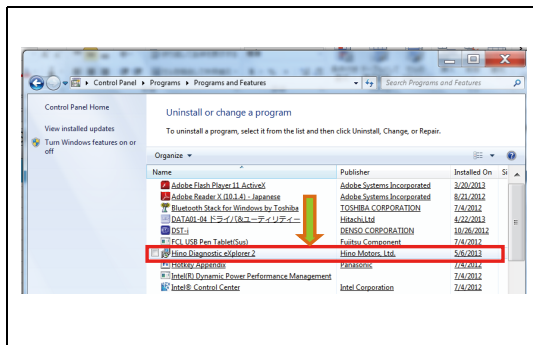 Control Panel ▸ Programs ▸ Programs and Features
Search Programs and Features
Control Panel Home
View installed updates
Turn Windows features on or off
Uninstall or change a program
To uninstall a program, select it from the list and then click Uninstall, Change, or Repair.
Organize
Name Publisher Installed On Si
Adobe Flash Player 11 ActiveX Adobe Systems Incorporated 3/20/2013
Adobe Reader X (10.1.4) - Japanese Adobe Systems Incorporated 8/21/2012
Bluetooth Stack for Windows by Toshiba TOSHIBA CORPORATION 7/4/2012
DATA01-04 ドライバ&ユーティリティー Hitachi.Ltd 4/22/2013
DST-i DENSO CORPORATION 10/26/2012
FCL USB Pen Tablet(Sus) Fujitsu Component 7/4/2012
Hino Diagnostic eXplorer 2 Hino Motors, Ltd. 5/6/2013
Hotkey Appendix Panasonic 7/4/2012
Intel(R) Dynamic Power Performance Management 7/4/2012
Intel® Control Center Intel Corporation 7/4/2012